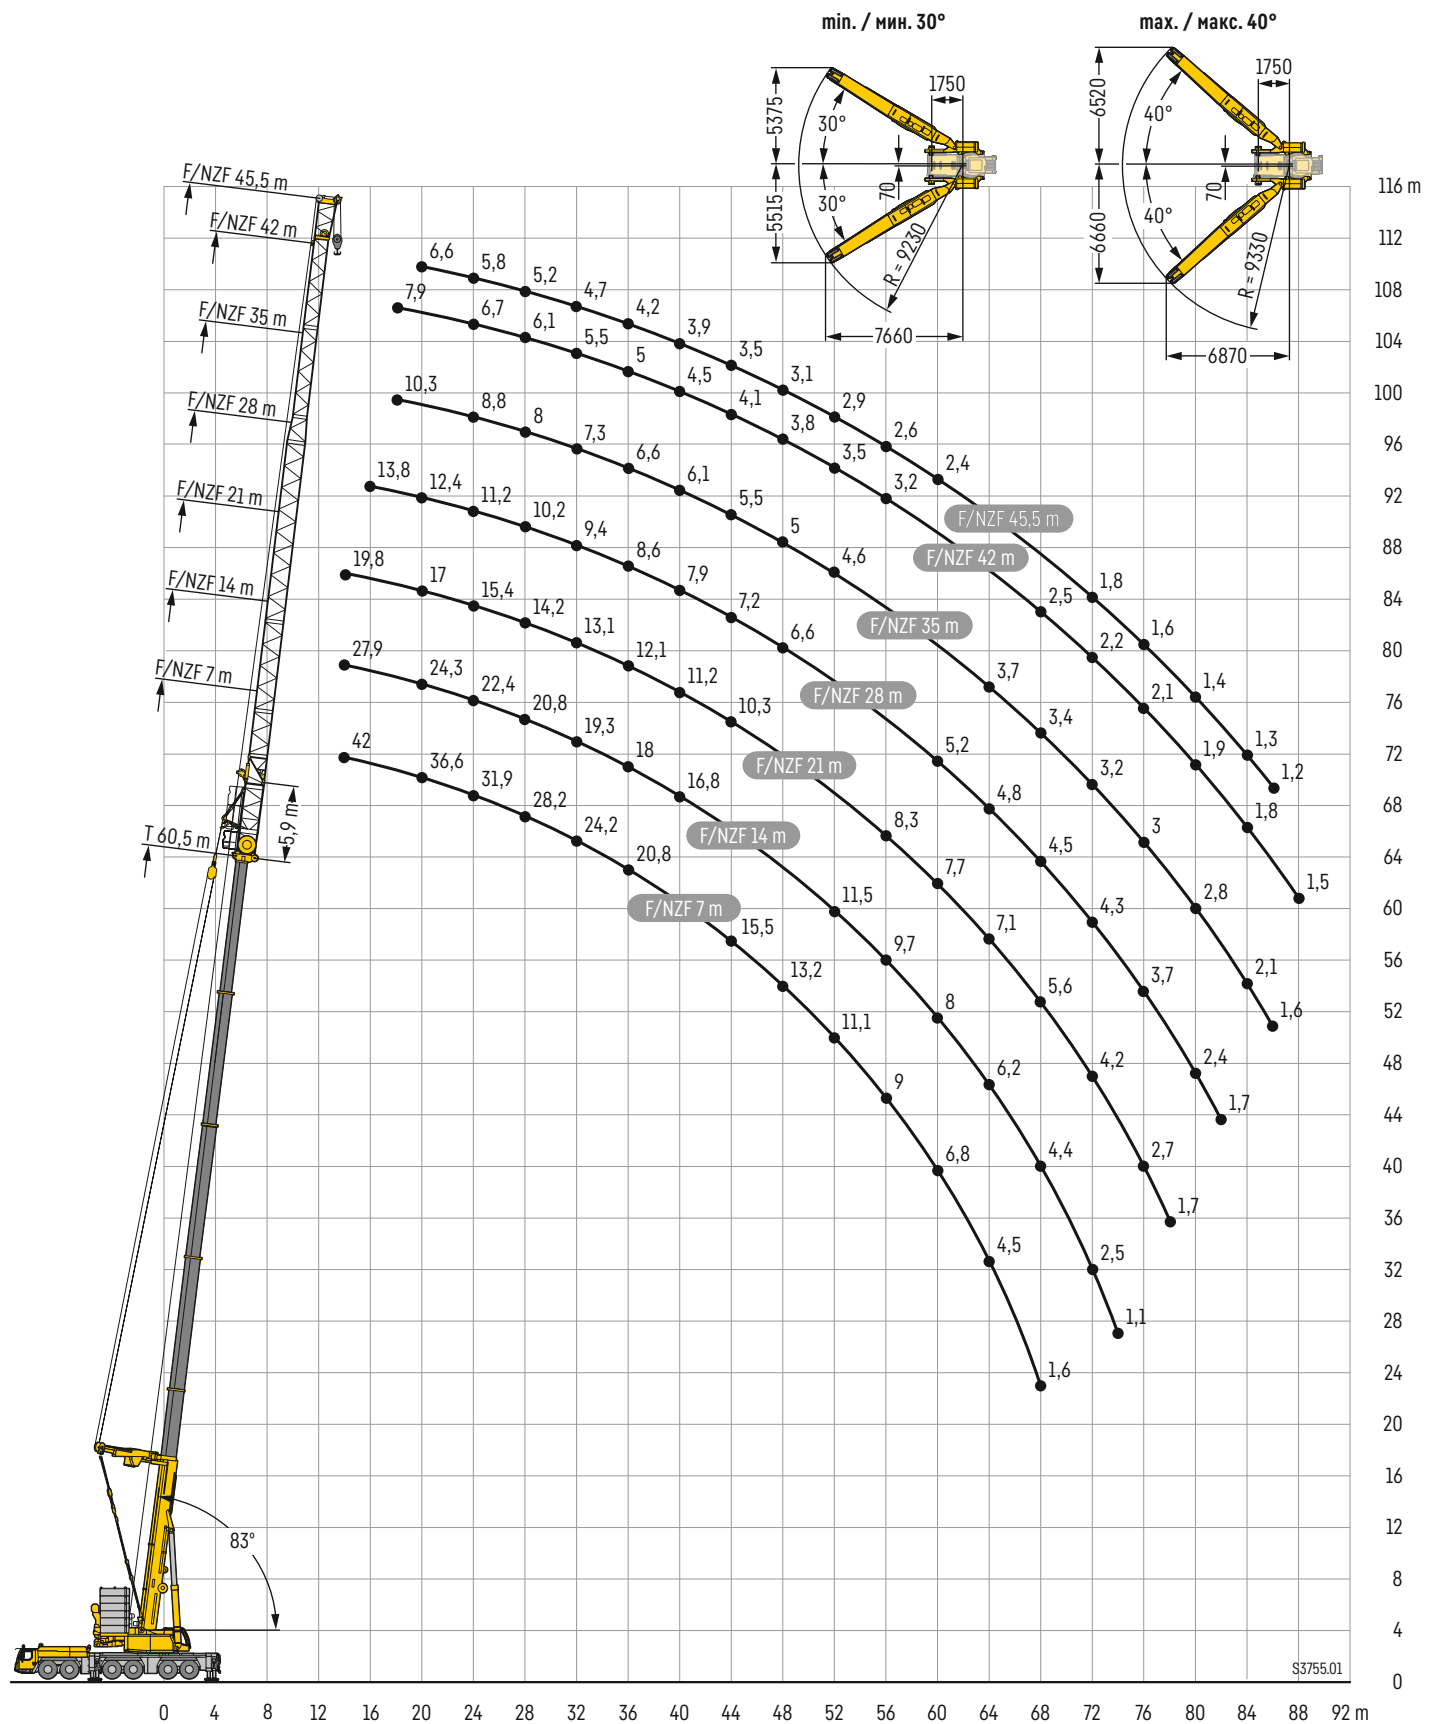 min. / мин. 30°
max. / макс. 40°
5375
5515
1750
30°
30°
70
R = 9230
7660
6520
6660
1750
40°
40°
70
R = 9330
6870
F/NZF 45,5 m
F/NZF 42 m
F/NZF 35 m
F/NZF 28 m
F/NZF 21 m
F/NZF 14 m
F/NZF 7 m
T 60,5 m
5,9 m
83°
6,6 5,8 5,2 4,7 4,2 3,9 3,5 3,1 2,9 2,6 2,4 1,8 1,6 1,4 1,3 1,2
F/NZF 45,5 m
7,9 6,7 6,1 5,5 5 4,5 4,1 3,8 3,5 3,2 2,5 2,2 2,1 1,9 1,8 1,5
F/NZF 42 m
10,3 8,8 8 7,3 6,6 6,1 5,5 5 4,6 3,7 3,4 3,2 3 2,8 2,1 1,6
F/NZF 35 m
13,8 12,4 11,2 10,2 9,4 8,6 7,9 7,2 6,6 5,2 4,8 4,5 4,3 3,7 2,4 1,7
F/NZF 28 m
19,8 17 15,4 14,2 13,1 12,1 11,2 10,3 8,3 7,7 7,1 5,6 4,2 2,7 1,7
F/NZF 21 m
27,9 24,3 22,4 20,8 19,3 18 16,8 11,5 9,7 8 6,2 4,4 2,5 1,1
F/NZF 14 m
42 36,6 31,9 28,2 24,2 20,8 15,5 13,2 11,1 9 6,8 4,5 1,6
F/NZF 7 m
116 m
112
108
104
100
96
92
88
84
80
76
72
68
64
60
56
52
48
44
40
36
32
28
24
20
16
12
8
4
0
S3755.01
0 4 8 12 16 20 24 28 32 36 40 44 48 52 56 60 64 68 72 76 80 84 88 92 m